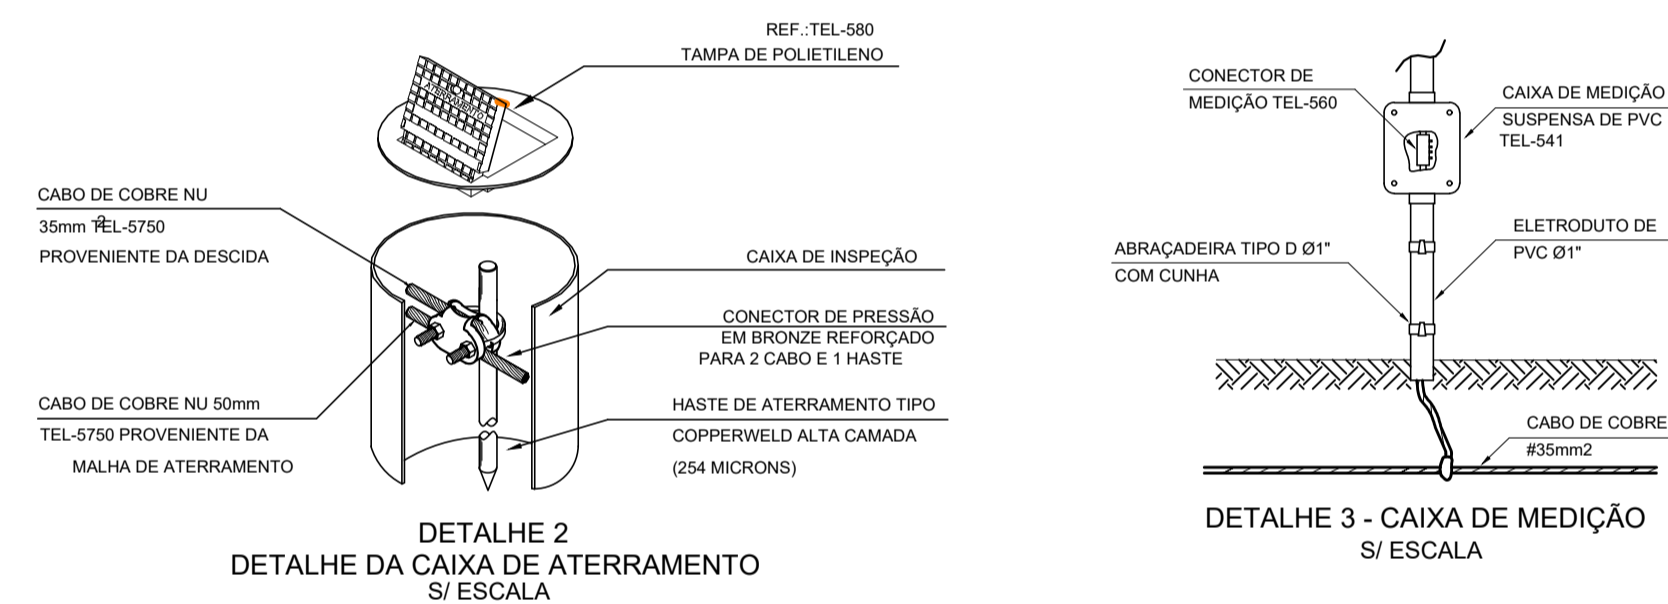 REF.:TEL-580
TAMPA DE POLIETILENO
ATERRAMENTO
CABO DE COBRE NU
35mm2 TEL-5750
PROVENIENTE DA DESCIDA
CAIXA DE INSPEÇÃO
CONECTOR DE PRESSÃO
EM BRONZE REFORÇADO
PARA 2 CABO E 1 HASTE
CABO DE COBRE NU 50mm
TEL-5750 PROVENIENTE DA
MALHA DE ATERRAMENTO
HASTE DE ATERRAMENTO TIPO
COPPERWELD ALTA CAMADA
(254 MICRONS)
DETALHE 2
DETALHE DA CAIXA DE ATERRAMENTO
S/ ESCALA
CONECTOR DE
MEDIÇÃO TEL-560
CAIXA DE MEDIÇÃO
SUSPENSA DE PVC
TEL-541
ABRAÇADEIRA TIPO D Ø1"
COM CUNHA
ELETRODUTO DE
PVC Ø1"
CABO DE COBRE
#35mm2
DETALHE 3 - CAIXA DE MEDIÇÃO
S/ ESCALA